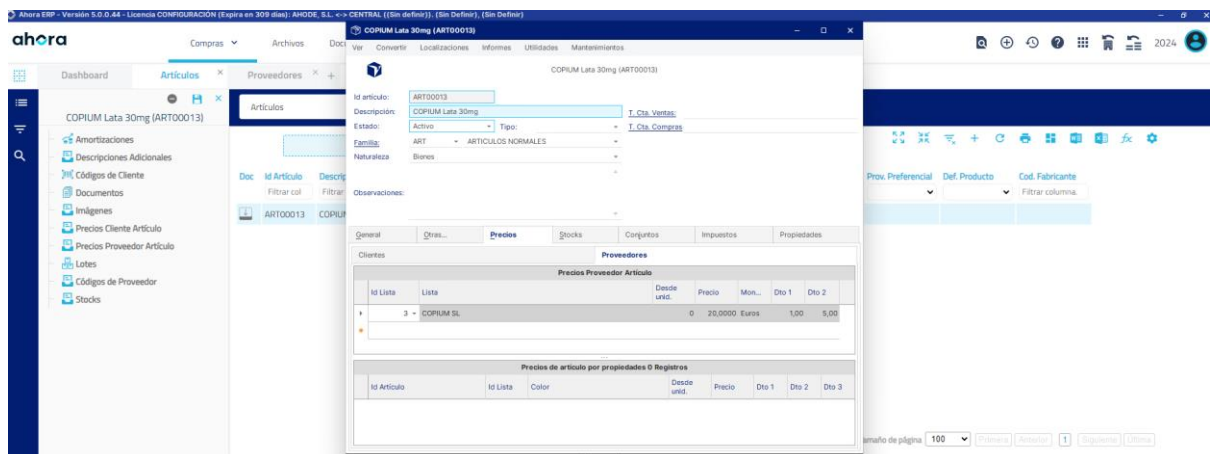 Ahora ERP - Versión 5.0.0.44 - Licencia CONFIGURACIÓN (Expira en 309 días): AHODE, S.L. <-> CENTRAL ((Sin definir)), (Sin Definir), (Sin Definir)
COPIUM Lata 30mg (ART00013)
ahora
Compras
Archivos
Ver Convertir Localizaciones Informes Utilidades Mantenimientos
2024
Dashboard
Artículos
Proveedores
COPIUM Lata 30mg (ART00013)
COPIUM Lata 30mg (ART00013)
Artículos
Id artículo: ART00013
Descripción: COPIUM Lata 30mg T. Cta. Ventas:
Estado: Activo Tipo: T. Cta. Compras
Familia: ART ARTICULOS NORMALES
Naturaleza Bienes
Observaciones:
Amortizaciones
Descripciones Adicionales
Códigos de Cliente
Documentos
Imágenes
Precios Cliente Artículo
Precios Proveedor Artículo
Lotes
Códigos de Proveedor
Stocks
Doc Id Artículo Descrip
Filtrar col Filtrar
ART00013 COPIUM
Prov. Preferencial Def. Producto Cod. Fabricante
Filtrar columna.
General Otras... Precios Stocks Conjuntos Impuestos Propiedades
Clientes Proveedores
Precios Proveedor Artículo
Id Lista Lista Desde unid. Precio Mon... Dto 1 Dto 2
3 COPIUM SL 0 20,0000 Euros 1,00 5,00
Precios de artículo por propiedades 0 Registros
Id Artículo Id Lista Color Desde unid. Precio Dto 1 Dto 2 Dto 3
amaño de página 100 Primera Anterior 1 Siguiente Última